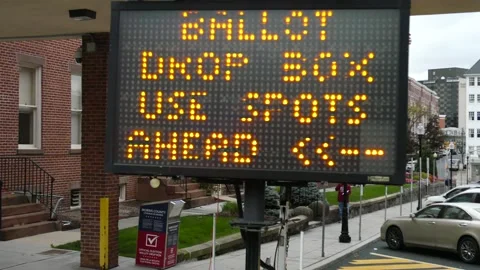 BALLOT
DROP BOX
USE SPOTS
AHEAD <<--